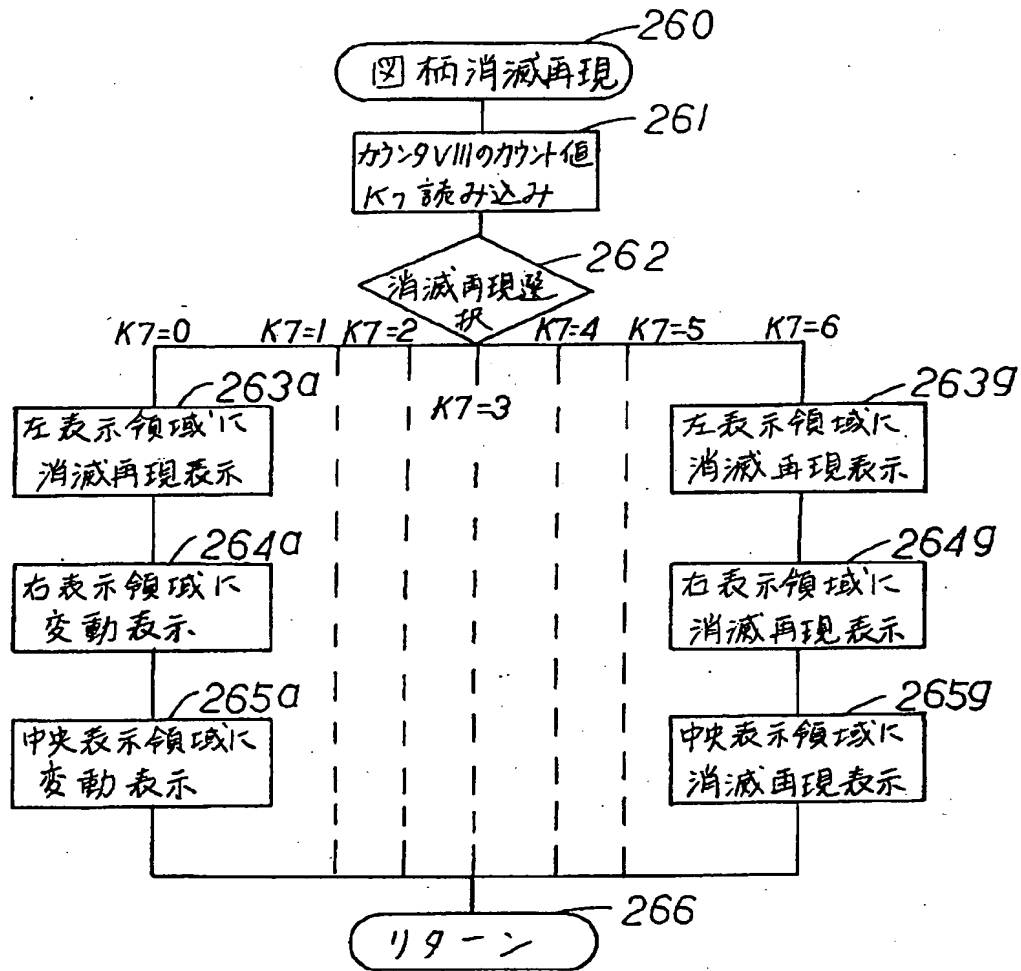 260
図柄消滅再現
261
カウンタVIIIのカウント値
K7読み込み
262
消滅再現選
択
K7=0 K7=1 K7=2 K7=4 K7=5 K7=6
K7=3
263a
左表示領域に
消滅再現表示
263g
左表示領域に
消滅再現表示
264a
右表示領域に
変動表示
264g
右表示領域に
消滅再現表示
265a
中央表示領域に
変動表示
265g
中央表示領域に
消滅再現表示
266
リターン